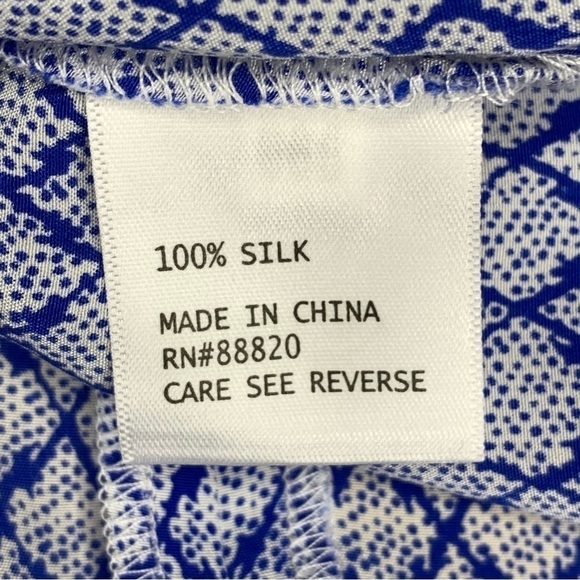 100% SILK
MADE IN CHINA
RN#88820
CARE SEE REVERSE